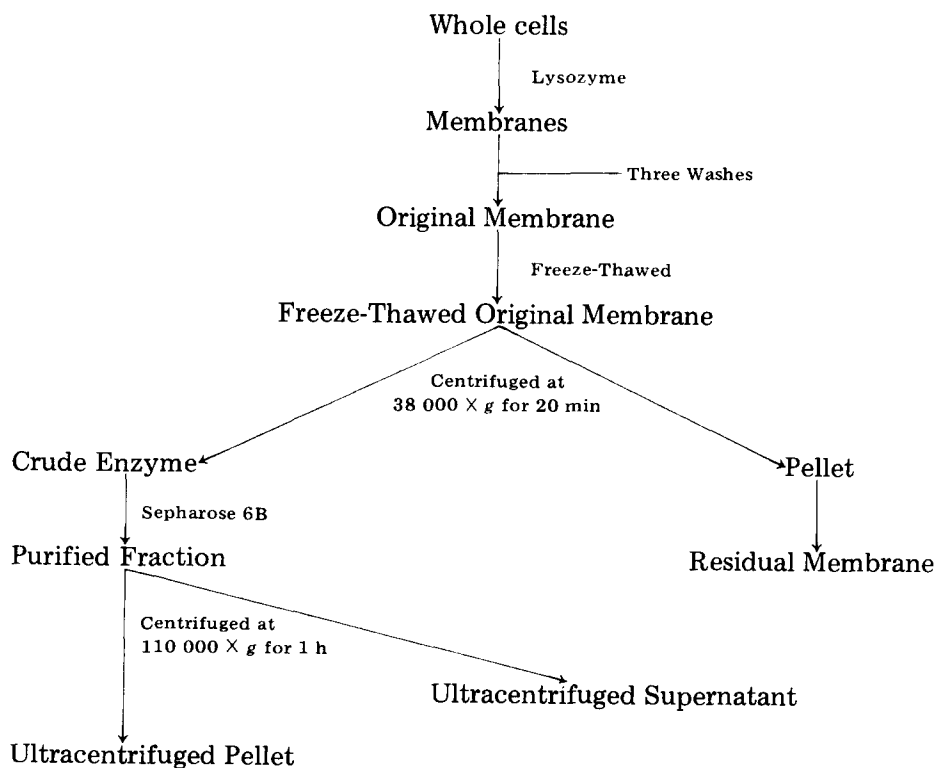 Whole cells
Lysozyme
Membranes
Three Washes
Original Membrane
Freeze-Thawed
Freeze-Thawed Original Membrane
Centrifuged at
38 000 × g for 20 min
Crude Enzyme
Pellet
Sepharose 6B
Purified Fraction
Residual Membrane
Centrifuged at
110 000 × g for 1 h
Ultracentrifuged Supernatant
Ultracentrifuged Pellet